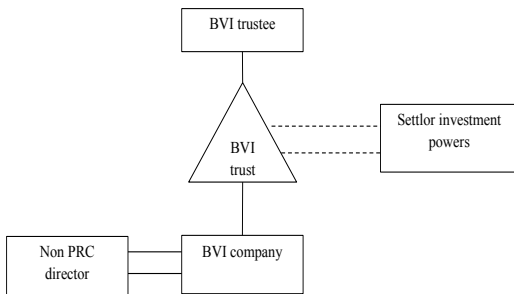 BVI trustee
Settlor investment
powers
BVI
trust
Non PRC
director
BVI company